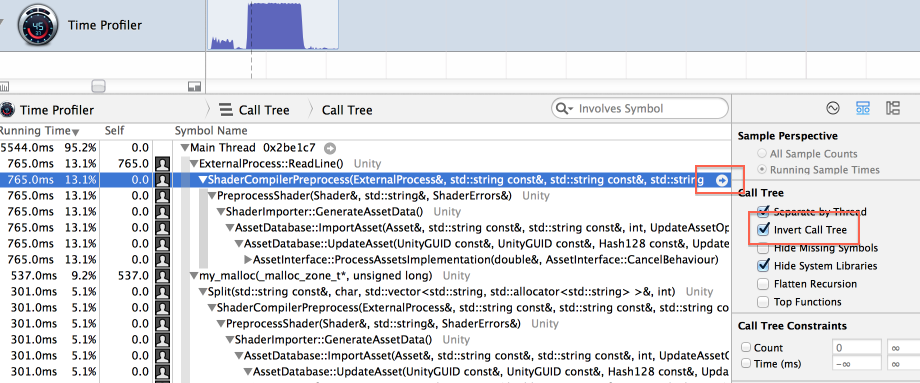 45
Time Profiler
Time Profiler Call Tree Call Tree Involves Symbol
Running Time Self Symbol Name
5544.0ms 95.2% 0.0 Main Thread 0x2be1c7
765.0ms 13.1% 765.0 ExternalProcess::ReadLine() Unity
765.0ms 13.1% 0.0 ShaderCompilerPreprocess(ExternalProcess&, std::string const&, std::string const&, std::string
765.0ms 13.1% 0.0 PreprocessShader(Shader&, std::string&, ShaderErrors&) Unity
765.0ms 13.1% 0.0 ShaderImporter::GenerateAssetData() Unity
765.0ms 13.1% 0.0 AssetDatabase::ImportAsset(Asset&, std::string const&, std::string const&, int, UpdateAssetOp
765.0ms 13.1% 0.0 AssetDatabase::UpdateAsset(UnityGUID const&, UnityGUID const&, Hash128 const&, Update
765.0ms 13.1% 0.0 AssetInterface::ProcessAssetsImplementation(double&, AssetInterface::CancelBehaviour)
537.0ms 9.2% 537.0 my_malloc(_malloc_zone_t*, unsigned long) Unity
301.0ms 5.1% 0.0 Split(std::string const&, char, std::vector<std::string, std::allocator<std::string> >&, int) Unity
301.0ms 5.1% 0.0 ShaderCompilerPreprocess(ExternalProcess&, std::string const&, std::string const&, std::string co
301.0ms 5.1% 0.0 PreprocessShader(Shader&, std::string&, ShaderErrors&) Unity
301.0ms 5.1% 0.0 ShaderImporter::GenerateAssetData() Unity
301.0ms 5.1% 0.0 AssetDatabase::ImportAsset(Asset&, std::string const&, std::string const&, int, UpdateAssetO
301.0ms 5.1% 0.0 AssetDatabase::UpdateAsset(UnityGUID const&, UnityGUID const&, Hash128 const&, Upda
Sample Perspective
All Sample Counts
Running Sample Times
Call Tree
Separate by Thread
Invert Call Tree
Hide Missing Symbols
Hide System Libraries
Flatten Recursion
Top Functions
Call Tree Constraints
Count 0 ∞
Time (ms) -∞ ∞